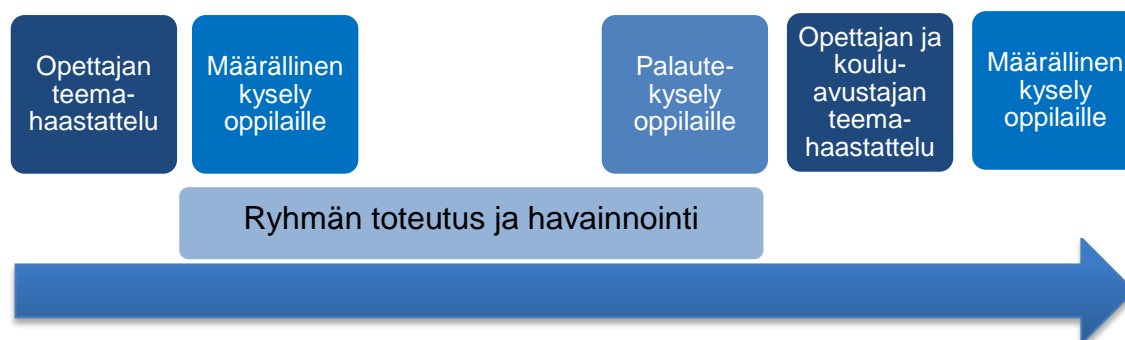 Opettajan
teema-
haastattelu
Määrällinen
kysely
oppilaille
Palaute-
kysely
oppilaille
Opettajan ja
koulu-
avustajan
teema-
haastattelu
Määrällinen
kysely
oppilaille
Ryhmän toteutus ja havainnointi